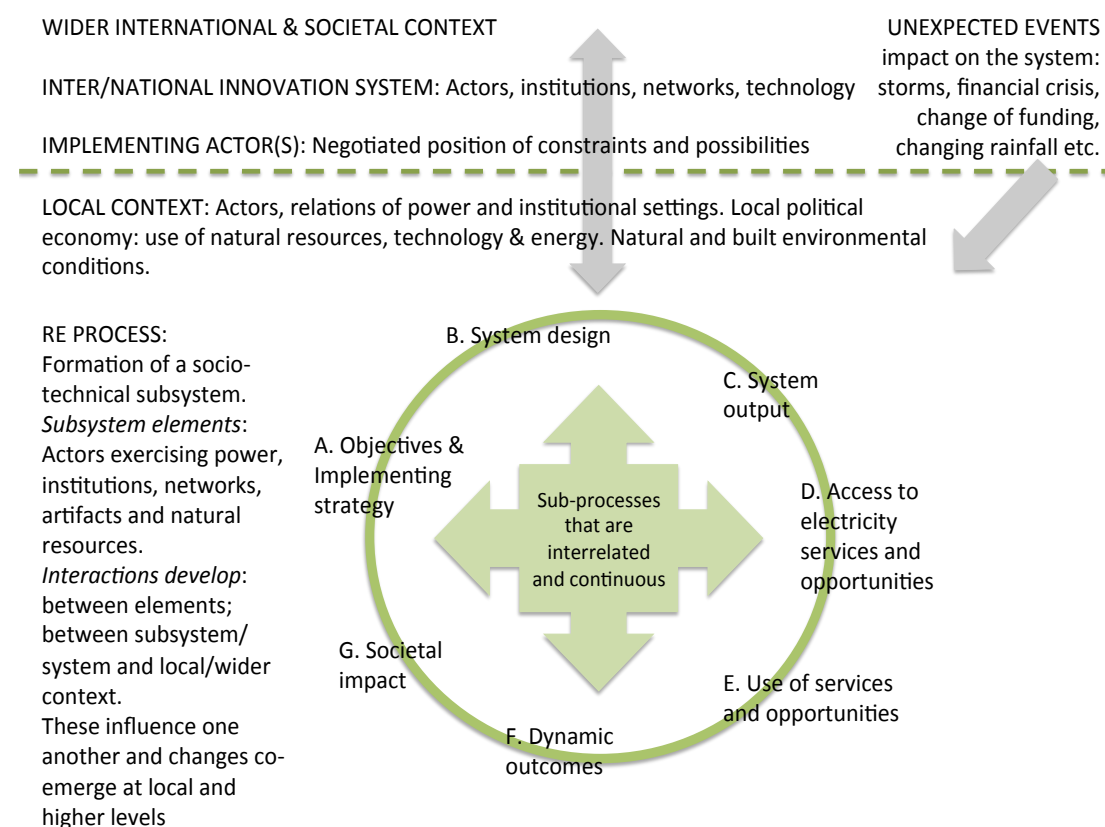 WIDER INTERNATIONAL & SOCIETAL CONTEXT
INTER/NATIONAL INNOVATION SYSTEM: Actors, institutions, networks, technology
IMPLEMENTING ACTOR(S): Negotiated position of constraints and possibilities
UNEXPECTED EVENTS
impact on the system:
storms, financial crisis,
change of funding,
changing rainfall etc.
LOCAL CONTEXT: Actors, relations of power and institutional settings. Local political
economy: use of natural resources, technology & energy. Natural and built environmental
conditions.
RE PROCESS:
Formation of a socio-
technical subsystem.
Subsystem elements:
Actors exercising power,
institutions, networks,
artifacts and natural
resources.
Interactions develop:
between elements;
between subsystem/
system and local/wider
context.
These influence one
another and changes co-
emerge at local and
higher levels
A. Objectives &
Implementing
strategy
B. System design
C. System
output
D. Access to
electricity
services and
opportunities
E. Use of services
and opportunities
F. Dynamic
outcomes
G. Societal
impact
Sub-processes
that are
interrelated
and continuous